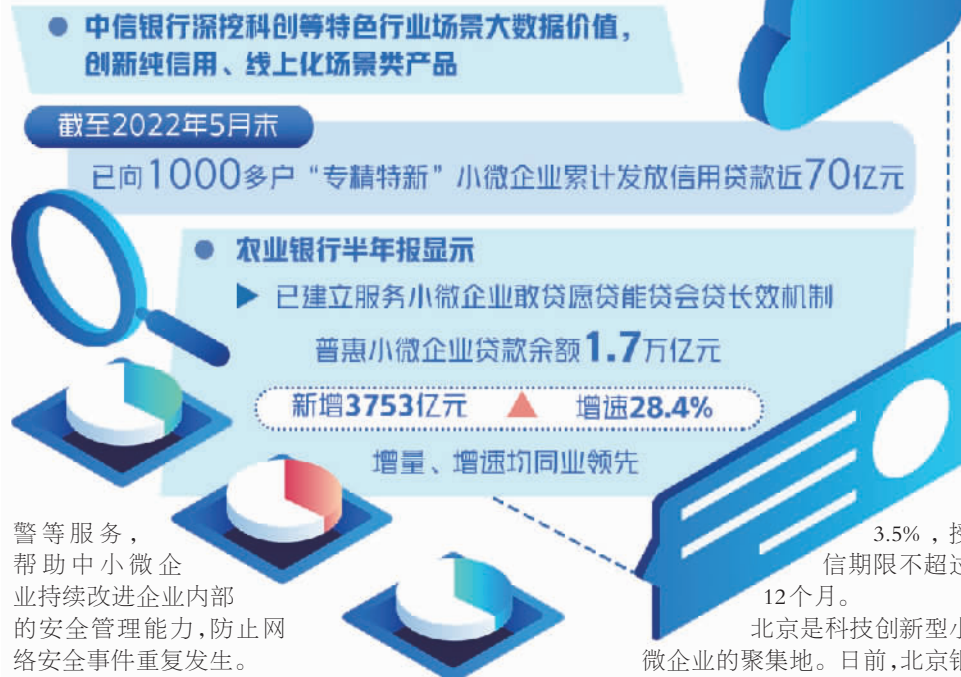 中信银行深挖科创等特色行业场景大数据价值，
创新纯信用、线上化场景类产品
截至2022年5月末
已向1000多户“专精特新”小微企业累计发放信用贷款近70亿元
农业银行半年报显示
已建立服务小微企业敢贷愿贷能贷会贷长效机制
普惠小微企业贷款余额1.7万亿元
新增3753亿元 增速28.4%
增量、增速均同业领先
警等服务，
帮助中小微企
业持续改进企业内部
的安全管理能力,防止网
络安全事件重复发生。
3.5%，授
信期限不超过
12个月。
北京是科技创新型小
微企业的聚集地。日前,北京银